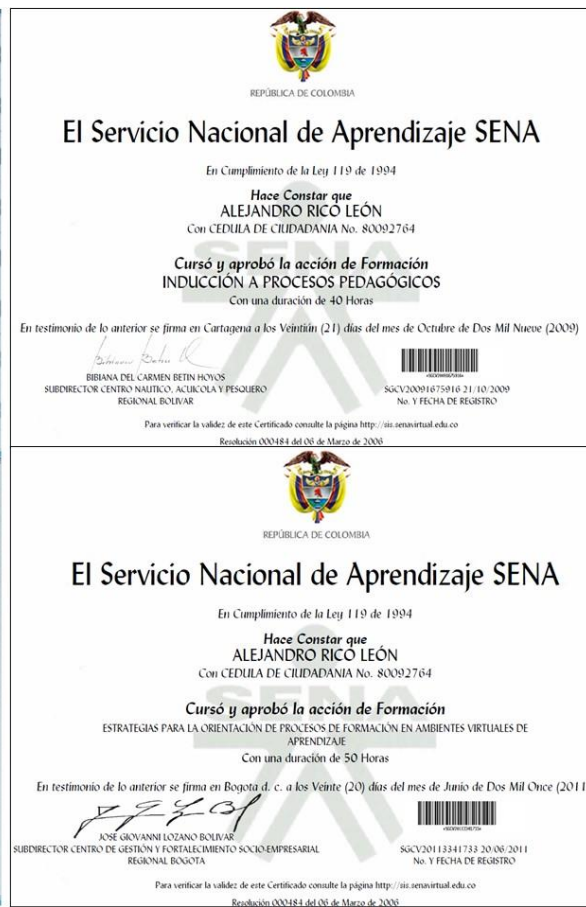 REPÚBLICA DE COLOMBIA
El Servicio Nacional de Aprendizaje SENA
En Cumplimiento de la Ley 119 de 1994
Hace Constar que
ALEJANDRO RICO LEÓN
Con CEDULA DE CIUDADANIA No. 80092764
SENA
Cursó y aprobó la acción de Formación
INDUCCIÓN A PROCESOS PEDAGÓGICOS
Con una duración de 40 Horas
En testimonio de lo anterior se firma en Cartagena a los Veintiún (21) días del mes de Octubre de Dos Mil Nueve (2009)
BIBIANA DEL CARMEN BETIN HOYOS
SUBDIRECTOR CENTRO NAUTICO, ACUICOLA Y PESQUERO
REGIONAL BOLIVAR
SGCV20091675916 21/10/2009
No. Y FECHA DE REGISTRO
Para verificar la validez de este Certificado consulte la página http://sis.senavirtual.edu.co
Resolución 000484 del 06 de Marzo de 2006
REPÚBLICA DE COLOMBIA
El Servicio Nacional de Aprendizaje SENA
En Cumplimiento de la Ley 119 de 1994
Hace Constar que
ALEJANDRO RICO LEÓN
Con CEDULA DE CIUDADANIA No. 80092764
SENA
Cursó y aprobó la acción de Formación
ESTRATEGIAS PARA LA ORIENTACIÓN DE PROCESOS DE FORMACIÓN EN AMBIENTES VIRTUALES DE
APRENDIZAJE
Con una duración de 50 Horas
En testimonio de lo anterior se firma en Bogota d. c. a los Veinte (20) días del mes de Junio de Dos Mil Once (2011
JOSE GIOVANNI LOZANO BOLIVAR
SUBDIRECTOR CENTRO DE GESTIÓN Y FORTALECIMIENTO SOCIO-EMPRESARIAL
REGIONAL BOGOTA
SGCV20113341733 20/06/2011
No. Y FECHA DE REGISTRO
Para verificar la validez de este Certificado consulte la página http://sis.senavirtual.edu.co
Resolución 000484 del 06 de Marzo de 2006